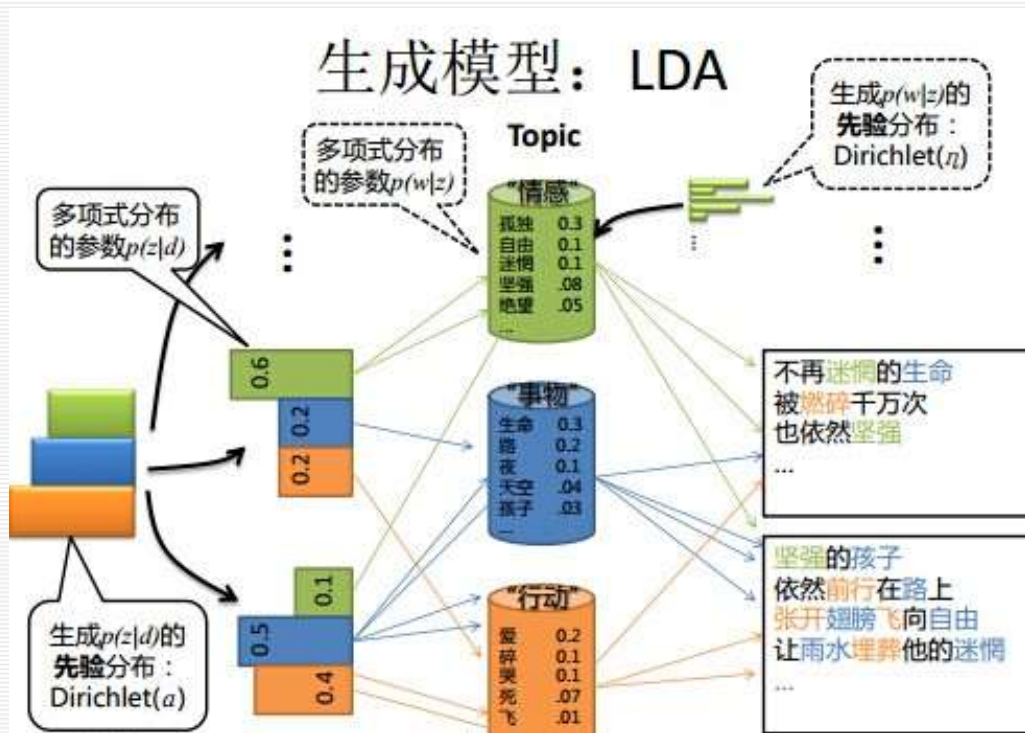 生成模型：LDA
多项式分布
的参数p(z|d)
多项式分布
的参数p(w|z)
Topic
生成p(w|z)的
先验分布：
Dirichlet(η)
...
...
...
"情感"
孤独 0.3
自由 0.1
迷惘 0.1
坚强 .08
绝望 .05
...
0.6
0.2
0.2
"事物"
生命 0.3
路 0.2
夜 0.1
天空 .04
孩子 .03
...
不再迷惘的生命
被燃碎千万次
也依然坚强
...
0.1
0.5
0.4
"行动"
爱 0.2
碎 0.1
哭 0.1
死 .07
飞 .01
坚强的孩子
依然前行在路上
张开翅膀飞向自由
让雨水埋葬他的迷惘
...
生成p(z|d)的
先验分布：
Dirichlet(a)